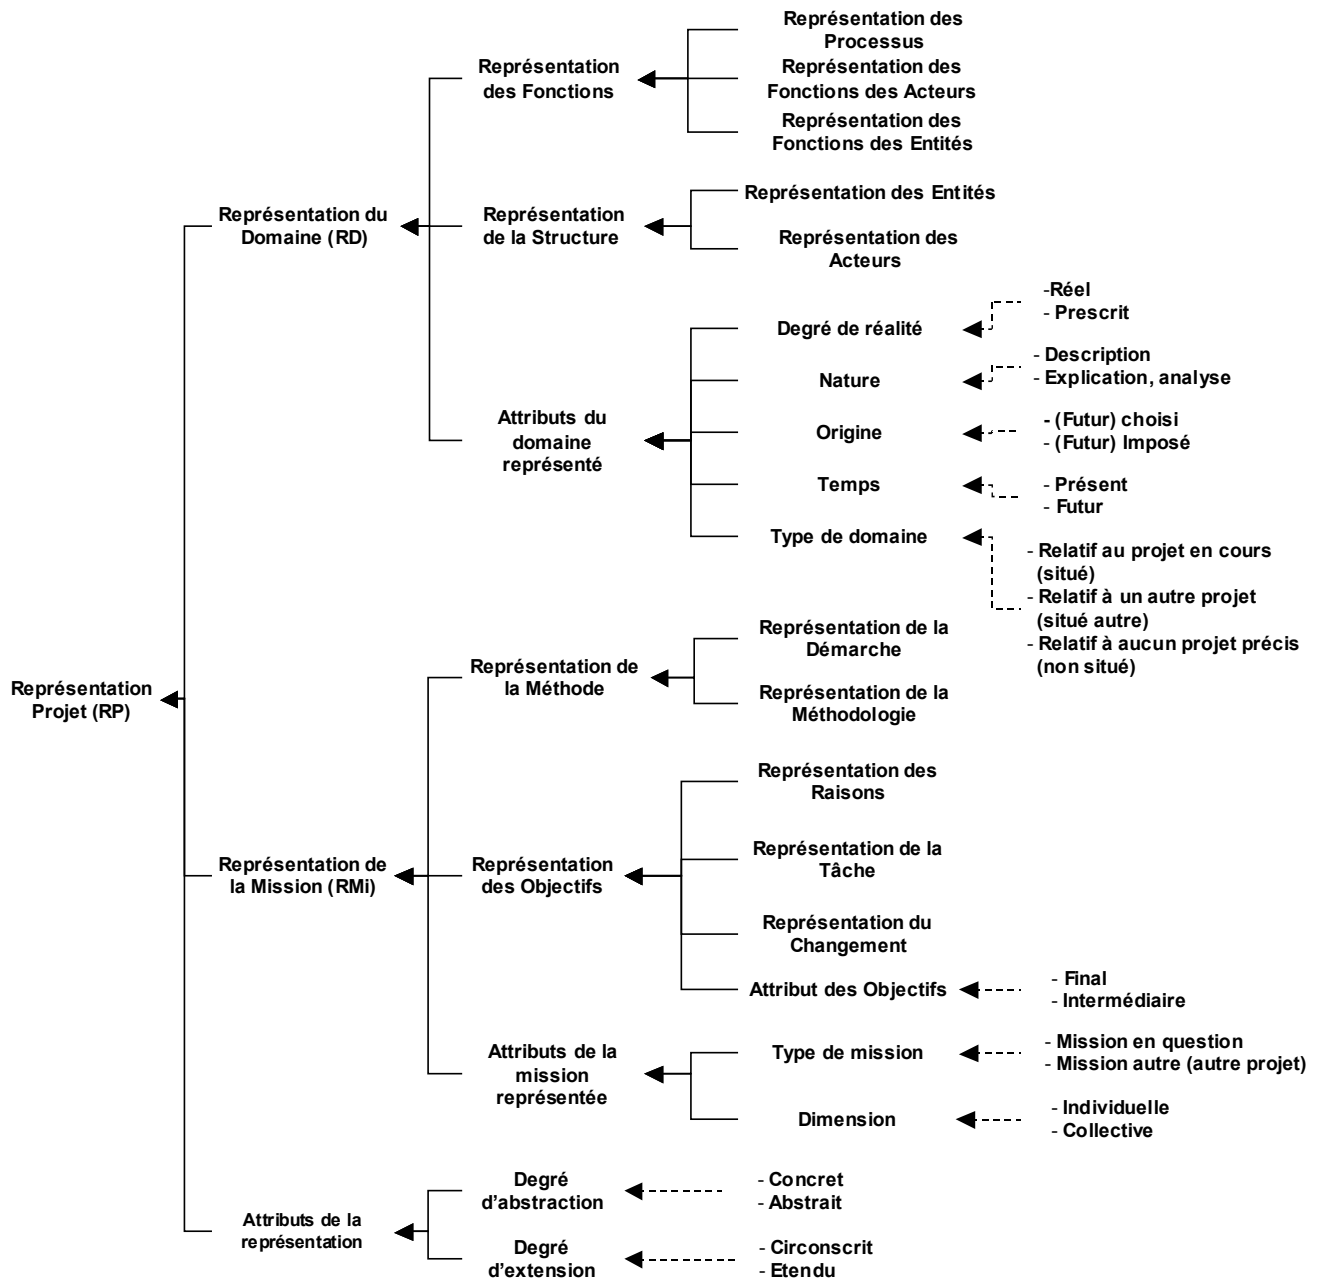 Représentation des
Processus
Représentation
des Fonctions
Représentation des
Fonctions des Acteurs
Représentation des
Fonctions des Entités
Représentation du
Domaine (RD)
Représentation
de la Structure
Représentation des Entités
Représentation des
Acteurs
Attributs du
domaine
représenté
Degré de réalité
-Réel
- Prescrit
Nature
- Description
- Explication, analyse
Origine
- (Futur) choisi
- (Futur) Imposé
Temps
- Présent
- Futur
Type de domaine
- Relatif au projet en cours
(situé)
- Relatif à un autre projet
(situé autre)
- Relatif à aucun projet précis
(non situé)
Représentation
Projet (RP)
Représentation de
la Méthode
Représentation de la
Démarche
Représentation de la
Méthodologie
Représentation de
la Mission (RMi)
Représentation
des Objectifs
Représentation des
Raisons
Représentation de la
Tâche
Représentation du
Changement
Attribut des Objectifs
- Final
- Intermédiaire
Attributs de la
mission
représentée
Type de mission
- Mission en question
- Mission autre (autre projet)
Dimension
- Individuelle
- Collective
Attributs de la
représentation
Degré
d’abstraction
- Concret
- Abstrait
Degré
d’extension
- Circonscrit
- Etendu